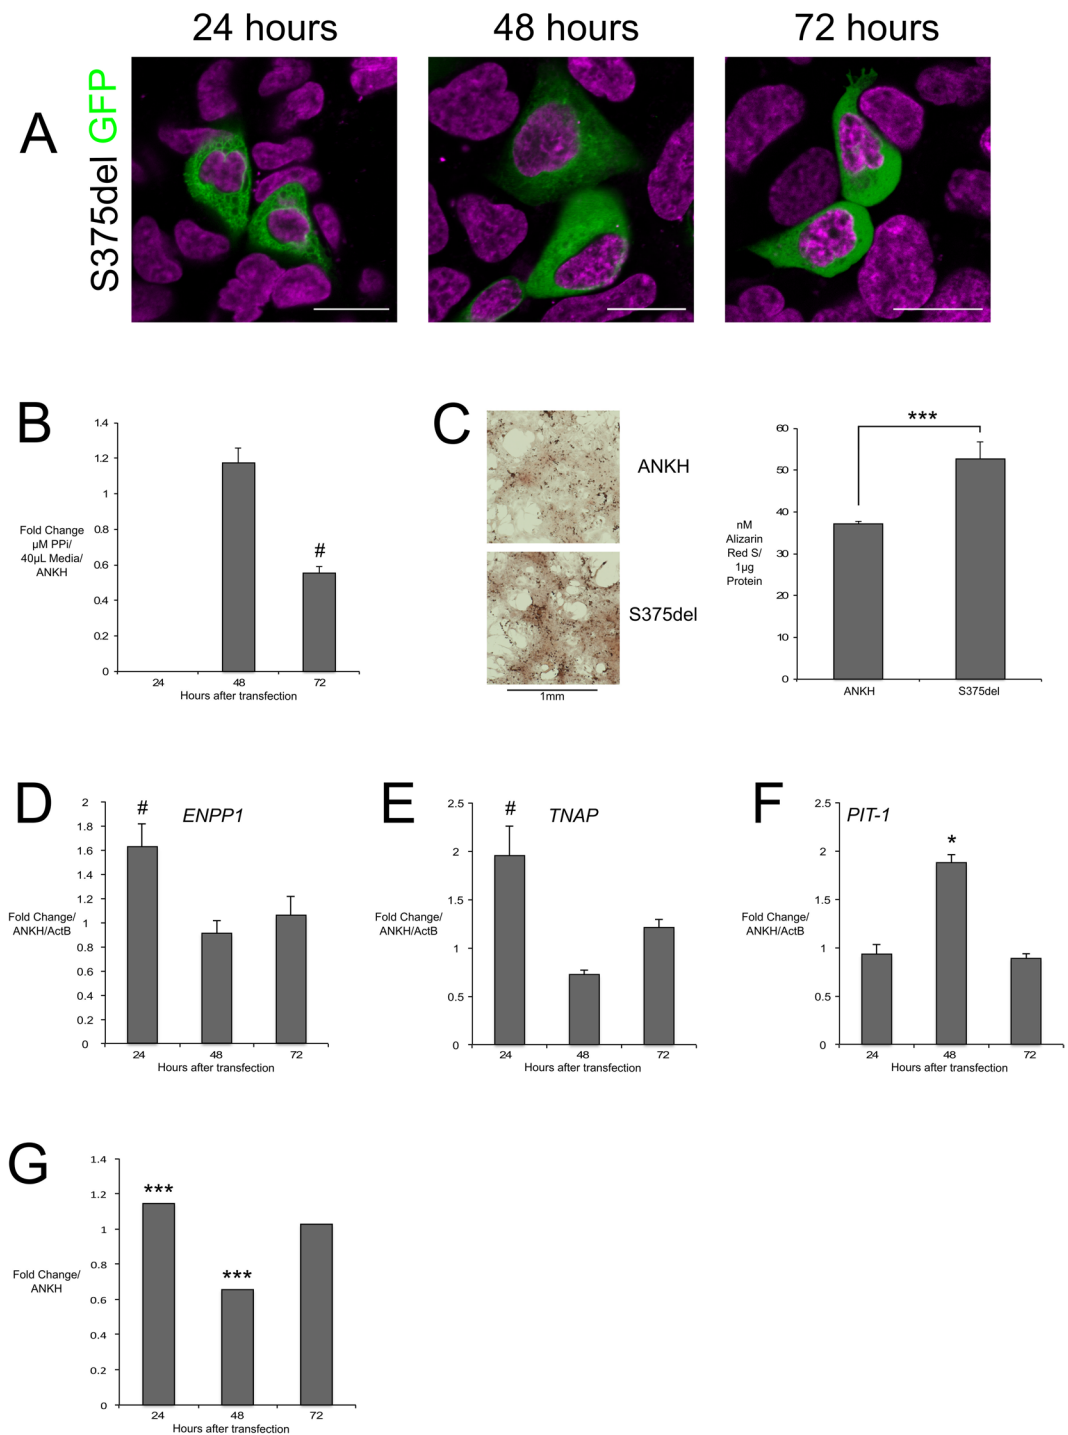 24 hours
48 hours
72 hours
A
S375del GFP
B
1.4
1.2
1
0.8
0.6
0.4
0.2
0
Fold Change
µM PPi/
40µL Media/
ANKH
#
24
48
72
Hours after transfection
C
ANKH
S375del
1mm
60
50
40
30
20
10
0
nM
Alizarin
Red S/
1µg
Protein
***
ANKH
S375del
D
2
1.8
1.6
1.4
1.2
1
0.8
0.6
0.4
0.2
0
Fold Change/
ANKH/ActB
#
ENPP1
24
48
72
Hours after transfection
E
2.5
2
1.5
1
0.5
0
Fold Change/
ANKH/ActB
#
TNAP
24
48
72
Hours after transfection
F
2.5
2
1.5
1
0.5
0
Fold Change/
ANKH/ActB
PIT-1
*
24
48
72
Hours after transfection
G
1.4
1.2
1
0.8
0.6
0.4
0.2
0
Fold Change/
ANKH
***
***
24
48
72
Hours after transfection